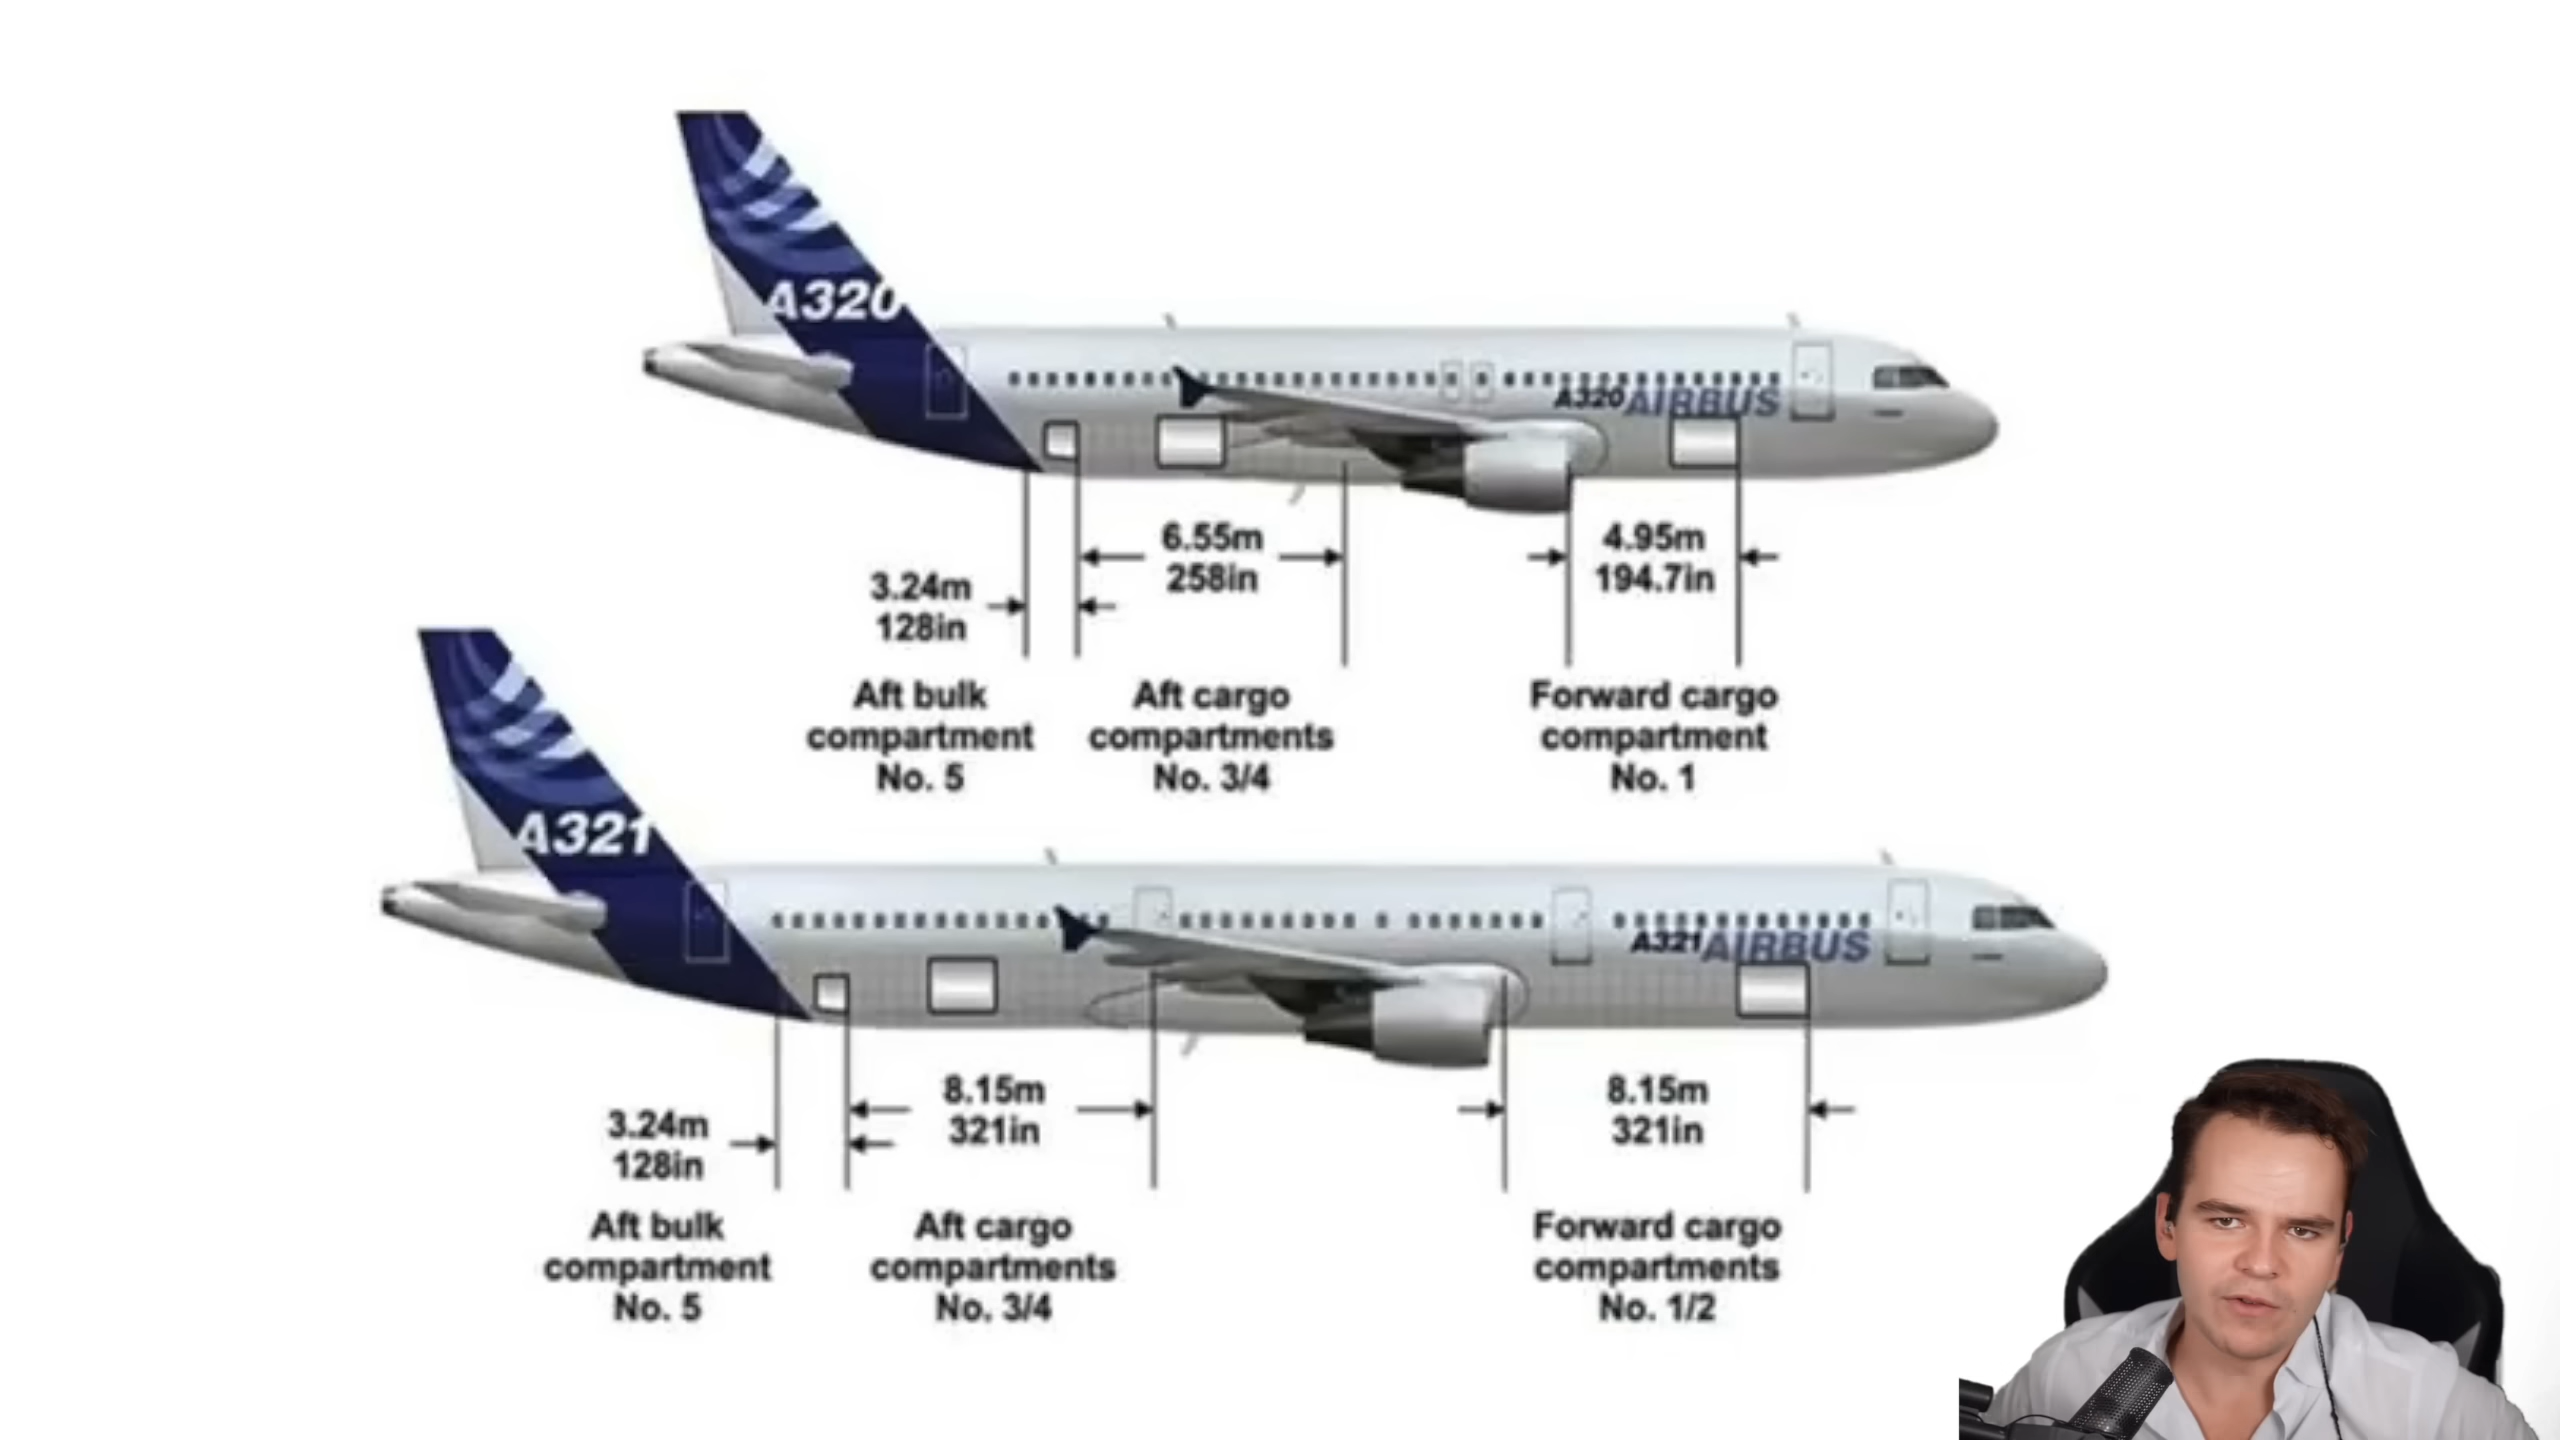 A320
A320 AIRBUS
6.55m
258in
4.95m
194.7in
3.24m
128in
Aft bulk
compartment
No. 5
Aft cargo
compartments
No. 3/4
Forward cargo
compartment
No. 1
A321
A321 AIRBUS
8.15m
321in
8.15m
321in
3.24m
128in
Aft bulk
compartment
No. 5
Aft cargo
compartments
No. 3/4
Forward cargo
compartments
No. 1/2